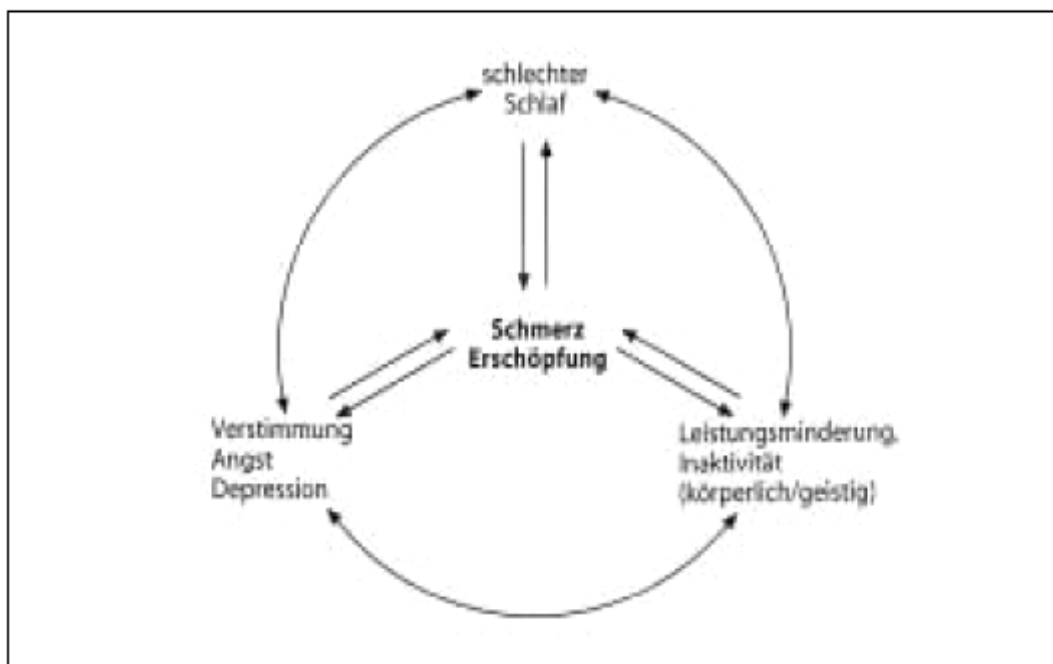 schlechter
Schlaf
Schmerz
Erschöpfung
Verstimmung
Angst
Depression
Leistungsminderung,
Inaktivität
(körperlich/geistig)